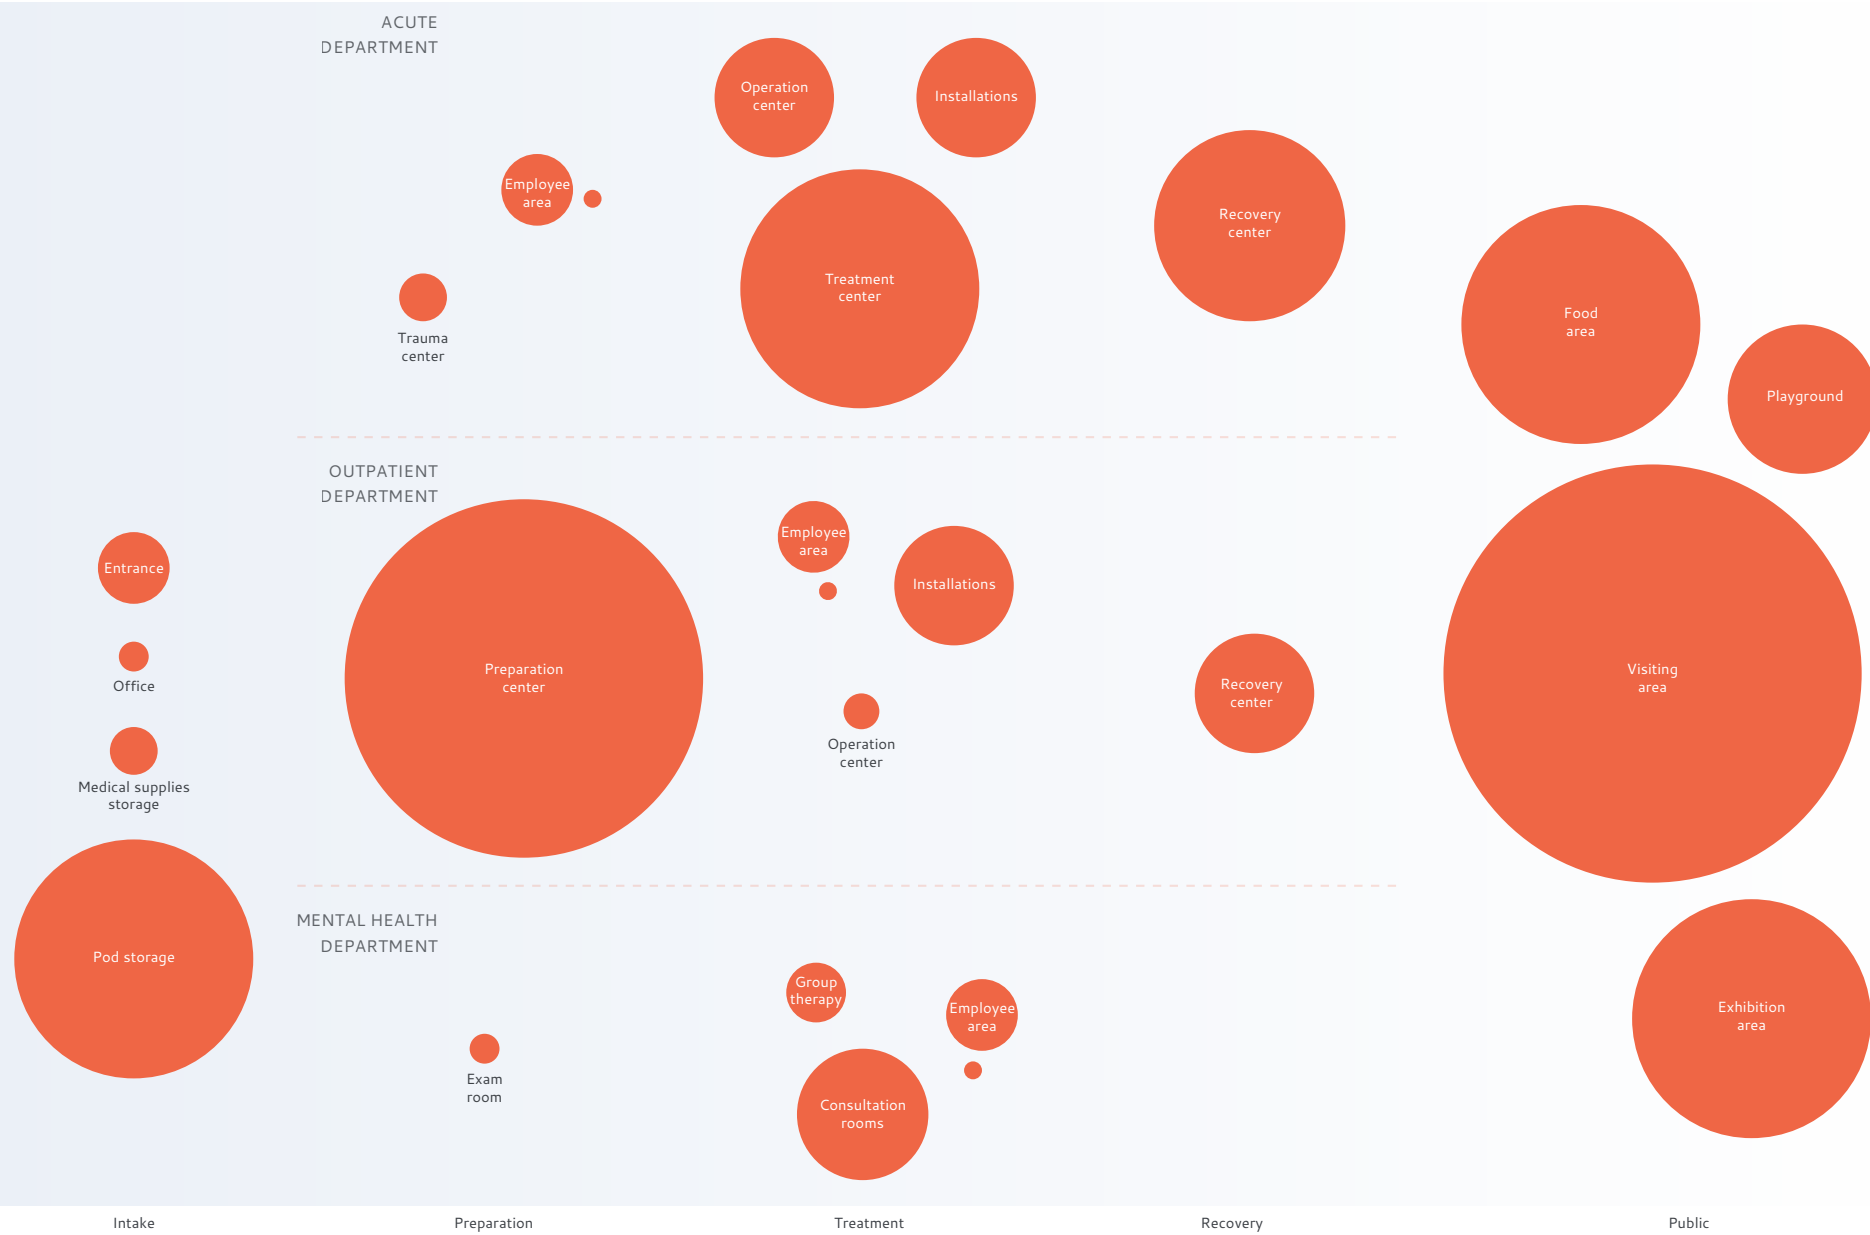 ACUTE
DEPARTMENT
Operation
center
Installations
Employee
area
Recovery
center
Treatment
center
Trauma
center
Food
area
Playground
OUTPATIENT
DEPARTMENT
Employee
area
Entrance
Installations
Preparation
center
Office
Recovery
center
Visiting
area
Operation
center
Medical supplies
storage
MENTAL HEALTH
DEPARTMENT
Pod storage
Group
therapy
Employee
area
Exhibition
area
Exam
room
Consultation
rooms
Intake
Preparation
Treatment
Recovery
Public